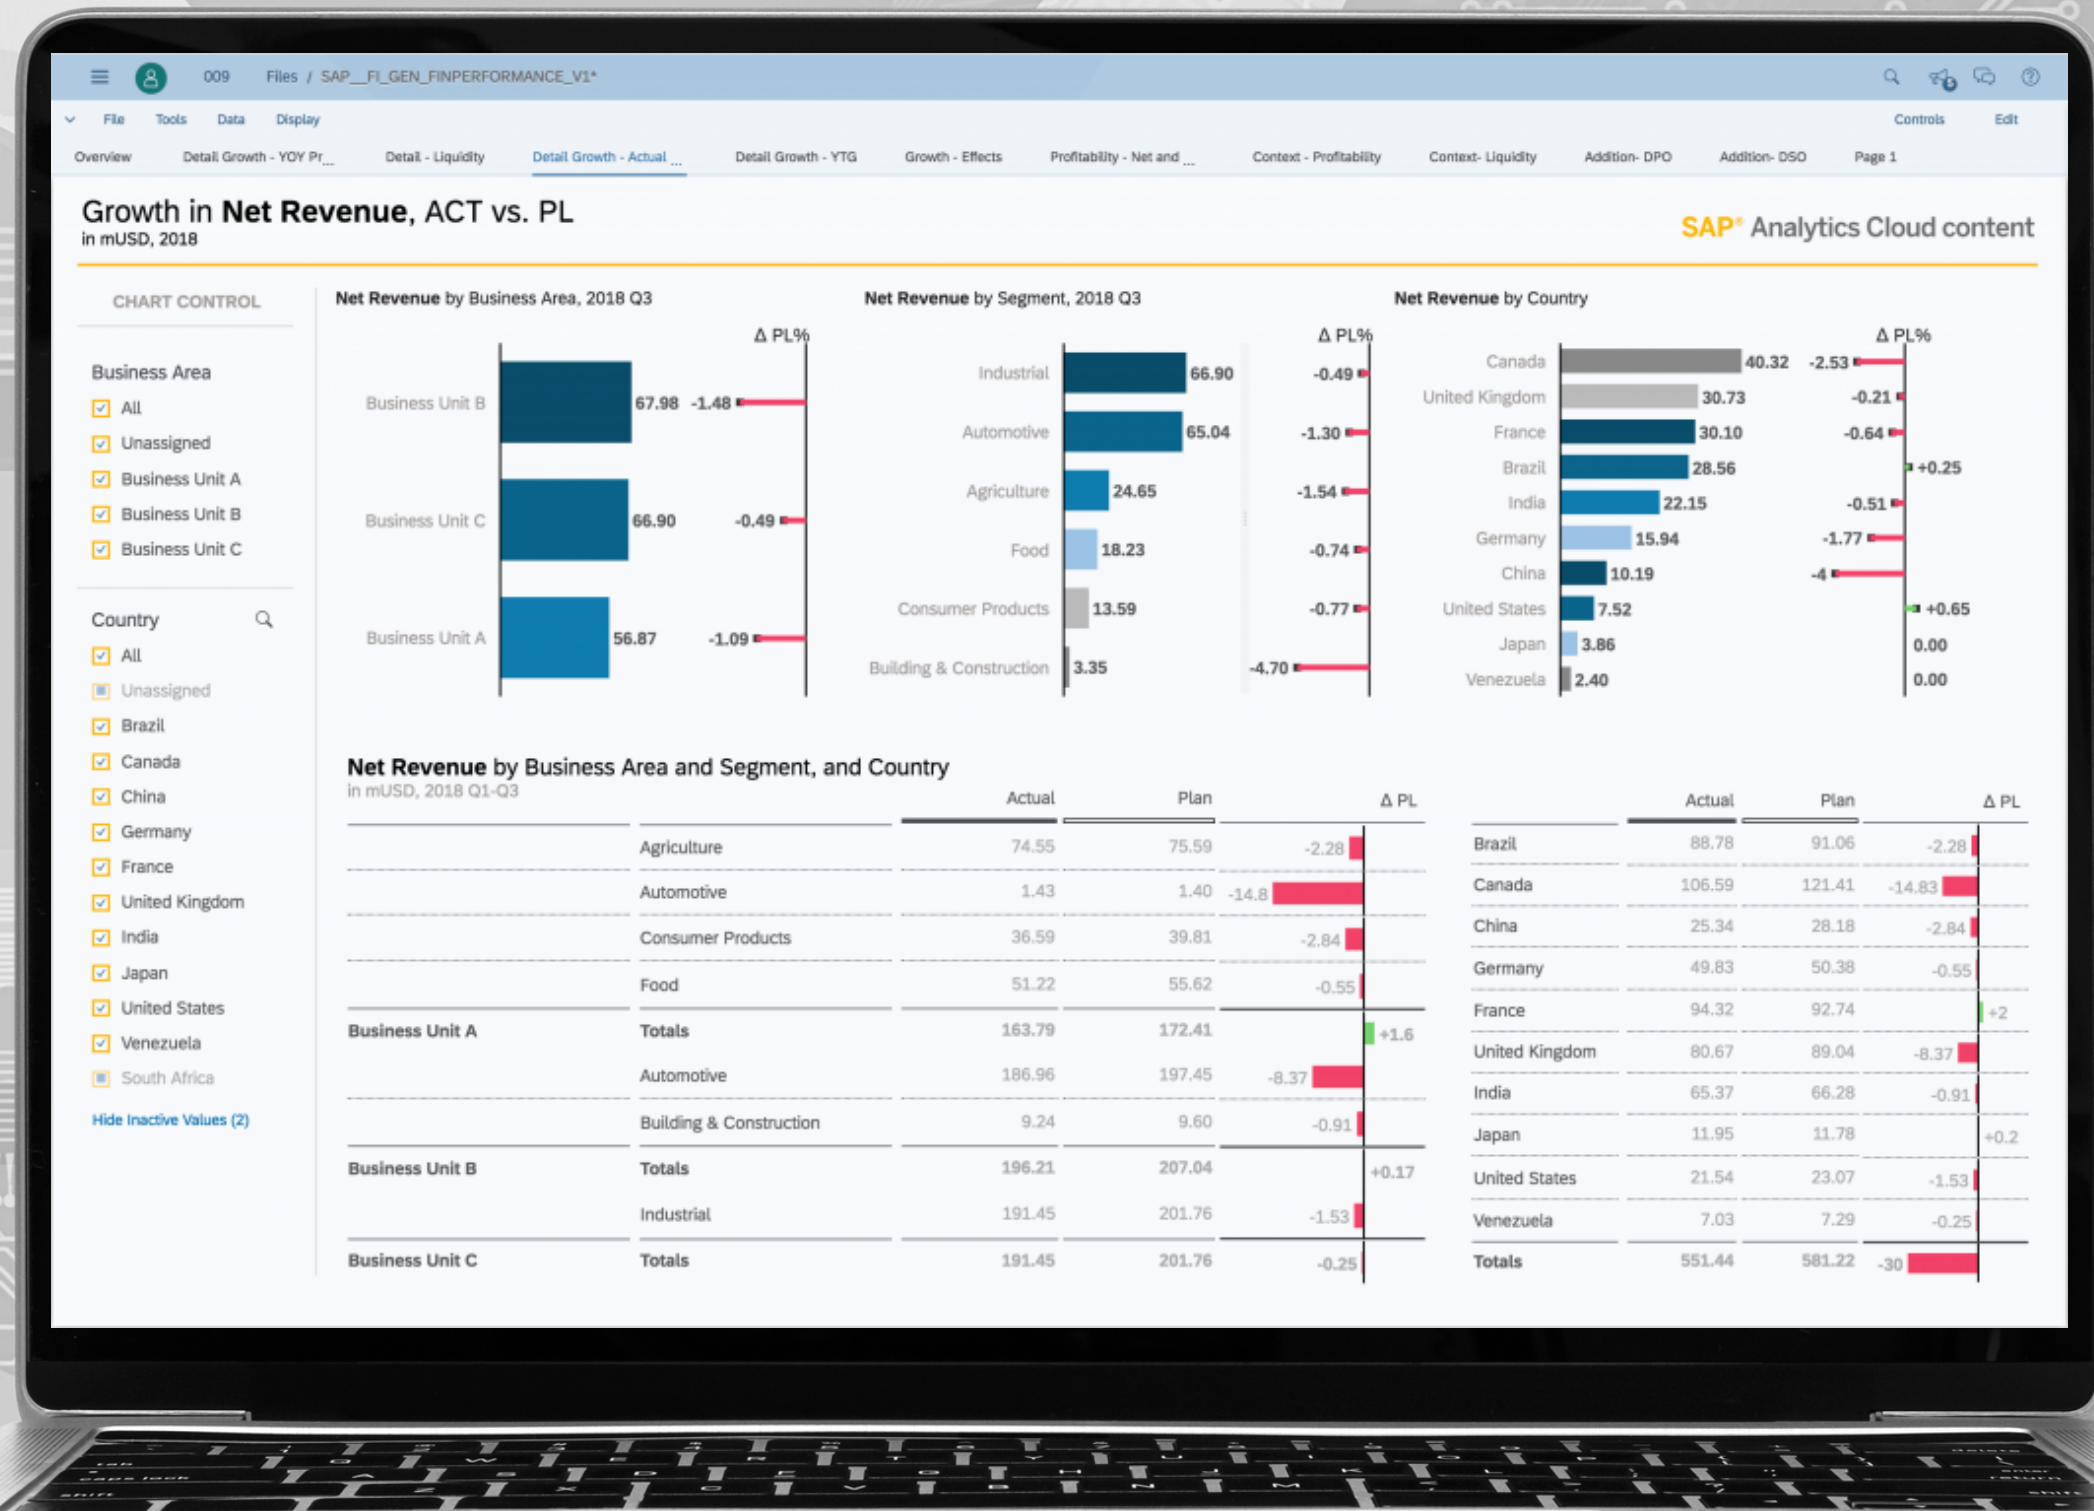 009 Files / SAP__FI_GEN_FINPERFORMANCE_V1*
File Tools Data Display Controls Edit
Overview Detail Growth - YOY Pr... Detail - Liquidity Detail Growth - Actual ... Detail Growth - YTG Growth - Effects Profitability - Net and ... Context - Profitability Context- Liquidity Addition- DPO Addition- DSO Page 1
Growth in Net Revenue, ACT vs. PL
in mUSD, 2018
SAP® Analytics Cloud content
CHART CONTROL
Business Area
All
Unassigned
Business Unit A
Business Unit B
Business Unit C
Country
All
Unassigned
Brazil
Canada
China
Germany
France
United Kingdom
India
Japan
United States
Venezuela
South Africa
Hide Inactive Values (2)
Net Revenue by Business Area, 2018 Q3
Δ PL%
Business Unit B 67.98 -1.48
Business Unit C 66.90 -0.49
Business Unit A 56.87 -1.09
Net Revenue by Segment, 2018 Q3
Δ PL%
Industrial 66.90 -0.49
Automotive 65.04 -1.30
Agriculture 24.65 -1.54
Food 18.23 -0.74
Consumer Products 13.59 -0.77
Building & Construction 3.35 -4.70
Net Revenue by Country
Δ PL%
Canada 40.32 -2.53
United Kingdom 30.73 -0.21
France 30.10 -0.64
Brazil 28.56 +0.25
India 22.15 -0.51
Germany 15.94 -1.77
China 10.19 -4
United States 7.52 +0.65
Japan 3.86 0.00
Venezuela 2.40 0.00
Net Revenue by Business Area and Segment, and Country
in mUSD, 2018 Q1-Q3
Actual Plan Δ PL
Agriculture 74.55 75.59 -2.28
Automotive 1.43 1.40 -14.8
Consumer Products 36.59 39.81 -2.84
Food 51.22 55.62 -0.55
Business Unit A Totals 163.79 172.41 +1.6
Automotive 186.96 197.45 -8.37
Building & Construction 9.24 9.60 -0.91
Business Unit B Totals 196.21 207.04 +0.17
Industrial 191.45 201.76 -1.53
Business Unit C Totals 191.45 201.76 -0.25
Actual Plan Δ PL
Brazil 88.78 91.06 -2.28
Canada 106.59 121.41 -14.83
China 25.34 28.18 -2.84
Germany 49.83 50.38 -0.55
France 94.32 92.74 +2
United Kingdom 80.67 89.04 -8.37
India 65.37 66.28 -0.91
Japan 11.95 11.78 +0.2
United States 21.54 23.07 -1.53
Venezuela 7.03 7.29 -0.25
Totals 551.44 581.22 -30
tab
caps lock
shift
delete
enter
return
shift